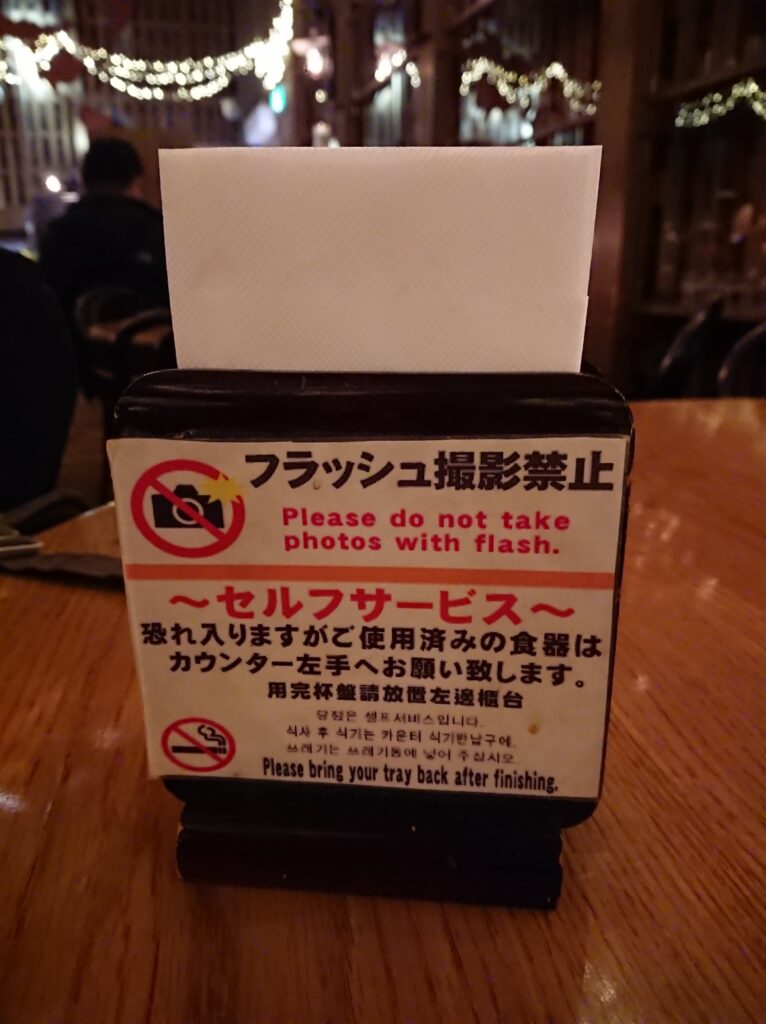 フラッシュ撮影禁止
Please do not take
photos with flash.
～セルフサービス～
恐れ入りますがご使用済みの食器は
カウンター左手へお願い致します。
用完杯盤請放置左邊櫃台
당점은 셀프서비스입니다.
식사 후 식기는 카운터 식기반납구에.
쓰레기는 쓰레기통에 넣어 주십시오.
Please bring your tray back after finishing.